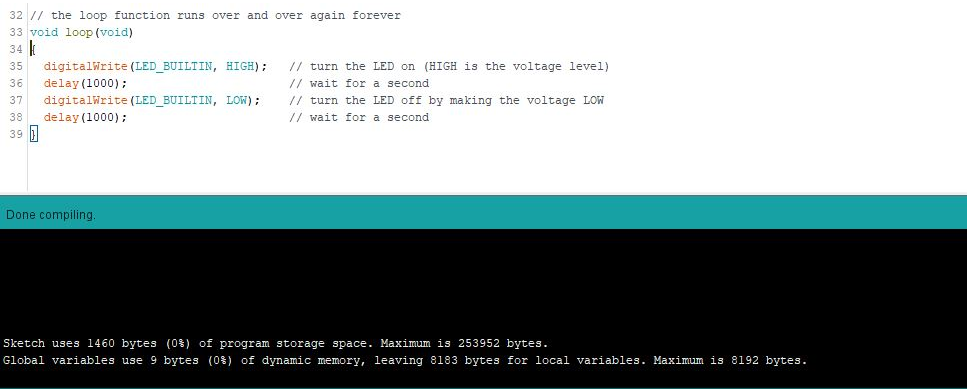 32 // the loop function runs over and over again forever
33 void loop(void)
34 {
35   digitalWrite(LED_BUILTIN, HIGH);   // turn the LED on (HIGH is the voltage level)
36   delay(1000);                       // wait for a second
37   digitalWrite(LED_BUILTIN, LOW);    // turn the LED off by making the voltage LOW
38   delay(1000);                       // wait for a second
39 }
Done compiling.
Sketch uses 1460 bytes (0%) of program storage space. Maximum is 253952 bytes.
Global variables use 9 bytes (0%) of dynamic memory, leaving 8183 bytes for local variables. Maximum is 8192 bytes.